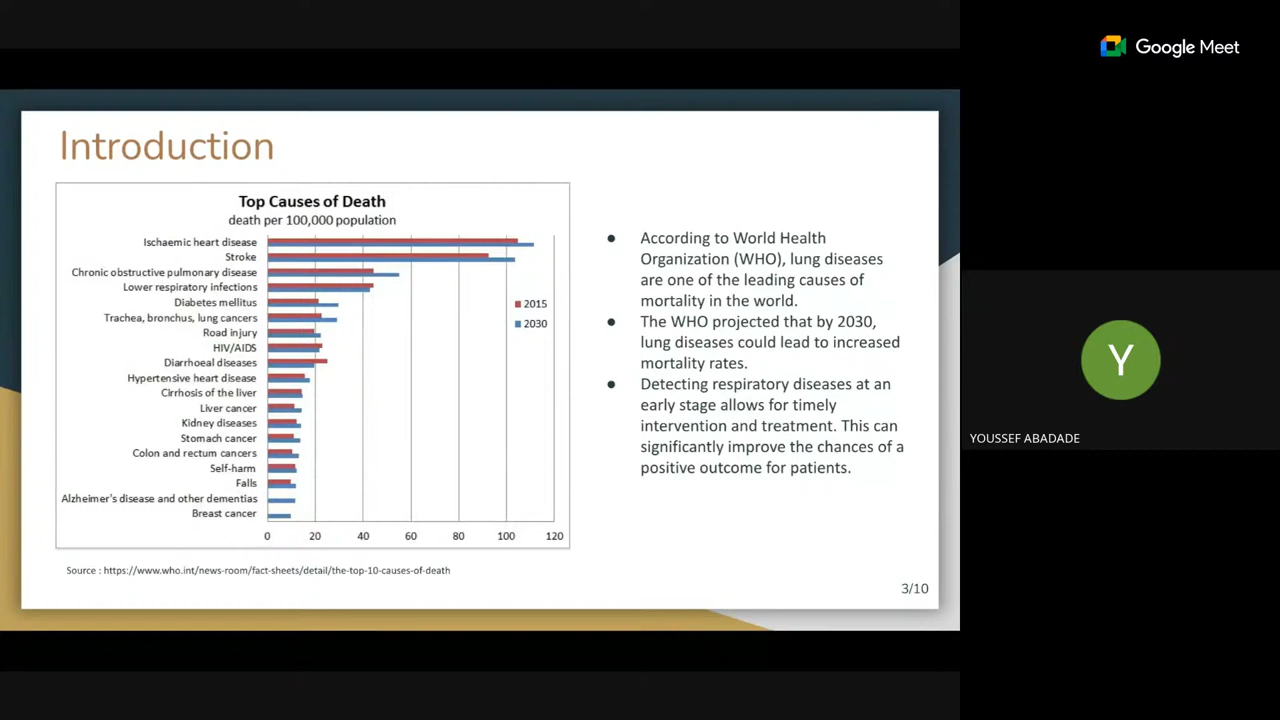 Google Meet
Introduction
Top Causes of Death
death per 100,000 population
Ischaemic heart disease
Stroke
Chronic obstructive pulmonary disease
Lower respiratory infections
Diabetes mellitus
Trachea, bronchus, lung cancers
Road injury
HIV/AIDS
Diarrhoeal diseases
Hypertensive heart disease
Cirrhosis of the liver
Liver cancer
Kidney diseases
Stomach cancer
Colon and rectum cancers
Self-harm
Falls
Alzheimer's disease and other dementias
Breast cancer
2015
2030
0 20 40 60 80 100 120
Source : https://www.who.int/news-room/fact-sheets/detail/the-top-10-causes-of-death
● According to World Health
Organization (WHO), lung diseases
are one of the leading causes of
mortality in the world.
● The WHO projected that by 2030,
lung diseases could lead to increased
mortality rates.
● Detecting respiratory diseases at an
early stage allows for timely
intervention and treatment. This can
significantly improve the chances of a
positive outcome for patients.
3/10
Y
YOUSSEF ABADADE